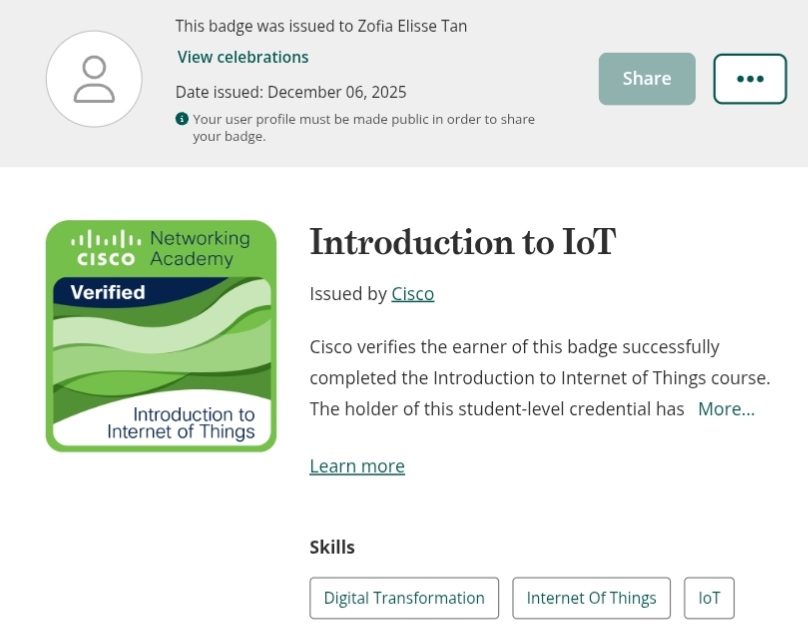 This badge was issued to Zofia Elisse Tan
View celebrations
Date issued: December 06, 2025
Your user profile must be made public in order to share
your badge.
Share
•••
CISCO Networking
Academy
Verified
Introduction to
Internet of Things
Introduction to IoT
Issued by Cisco
Cisco verifies the earner of this badge successfully
completed the Introduction to Internet of Things course.
The holder of this student-level credential has More...
Learn more
Skills
Digital Transformation
Internet Of Things
IoT